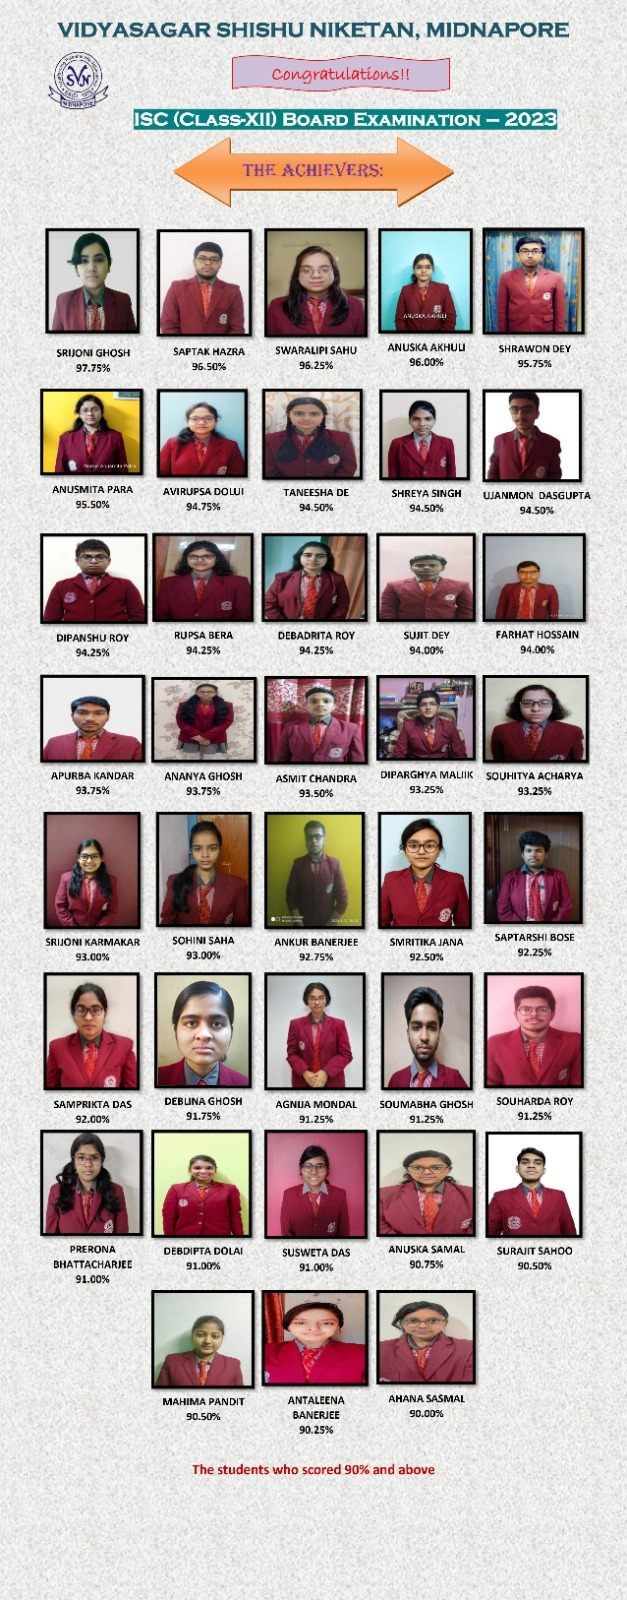 VIDYASAGAR SHISHU NIKETAN, MIDNAPORE
SVN
MIDNAPORE
Congratulations!!
ISC (Class-XII) Board Examination – 2023
THE ACHIEVERS:
ANUSKA AKHULI
SRIJONI GHOSH
97.75%
SAPTAK HAZRA
96.50%
SWARALIPI SAHU
96.25%
ANUSKA AKHULI
96.00%
SHRAWON DEY
95.75%
ANUSMITA PARA
95.50%
AVIRUPSA DOLUI
94.75%
TANEESHA DE
94.50%
SHREYA SINGH
94.50%
UJANMON DASGUPTA
94.50%
DIPANSHU ROY
94.25%
RUPSA BERA
94.25%
DEBADRITA ROY
94.25%
SUJIT DEY
94.00%
FARHAT HOSSAIN
94.00%
APURBA KANDAR
93.75%
ANANYA GHOSH
93.75%
ASMIT CHANDRA
93.50%
DIPARGHYA MALIIK
93.25%
SOUHITYA ACHARYA
93.25%
SRIJONI KARMAKAR
93.00%
SOHINI SAHA
93.00%
ANKUR BANERJEE
92.75%
SMRITIKA JANA
92.50%
SAPTARSHI BOSE
92.25%
SAMPRIKTA DAS
92.00%
DEBLINA GHOSH
91.75%
AGNIJA MONDAL
91.25%
SOUMABHA GHOSH
91.25%
SOUHARDA ROY
91.25%
PRERONA
BHATTACHARJEE
91.00%
DEBDIPTA DOLAI
91.00%
SUSWETA DAS
91.00%
ANUSKA SAMAL
90.75%
SURAJIT SAHOO
90.50%
MAHIMA PANDIT
90.50%
ANTALEENA
BANERJEE
90.25%
AHANA SASMAL
90.00%
The students who scored 90% and above